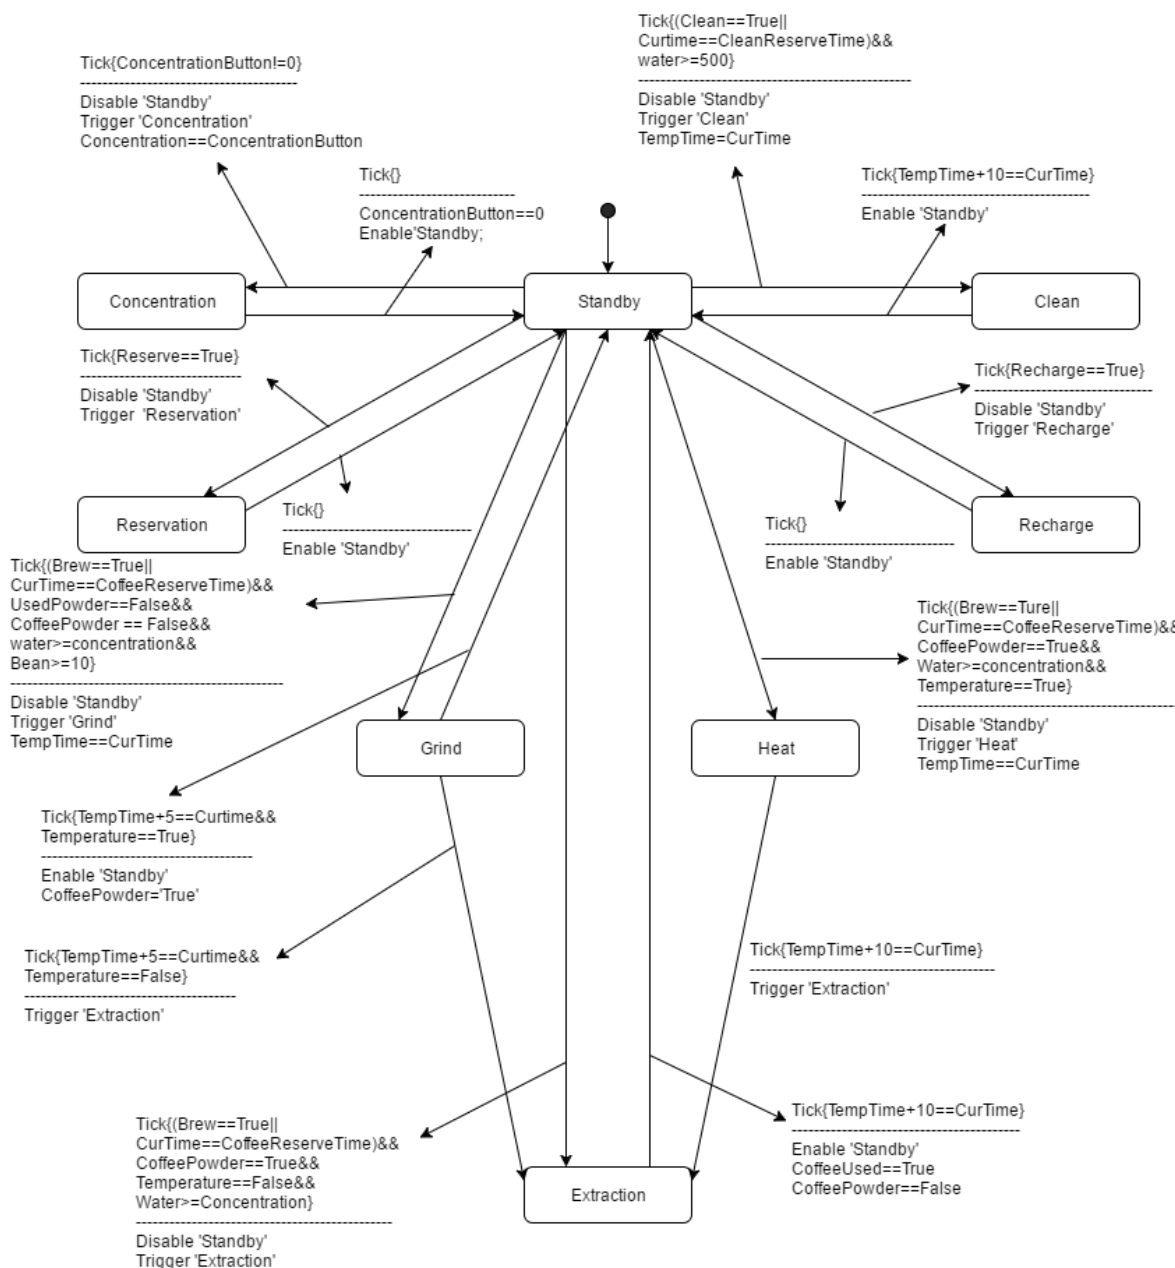 Tick{ConcentrationButton!=0}
---------------------------------------
Disable 'Standby'
Trigger 'Concentration'
Concentration==ConcentrationButton
Tick{}
----------------------------
ConcentrationButton==0
Enable'Standby;
Tick{(Clean==True||
Curtime==CleanReserveTime)&&
water>=500}
-------------------------------------------------
Disable 'Standby'
Trigger 'Clean'
TempTime=CurTime
Tick{TempTime+10==CurTime}
-----------------------------------------
Enable 'Standby'
Concentration
Standby
Clean
Tick{Reserve==True}
-----------------------------
Disable 'Standby'
Trigger 'Reservation'
Tick{Recharge==True}
--------------------------------
Disable 'Standby'
Trigger 'Recharge'
Reservation
Tick{}
----------------------------------
Enable 'Standby'
Tick{}
----------------------------------
Enable 'Standby'
Recharge
Tick{(Brew==True||
CurTime==CoffeeReserveTime)&&
UsedPowder==False&&
CoffeePowder == False&&
water>=concentration&&
Bean>=10}
-------------------------------------------------
Disable 'Standby'
Trigger 'Grind'
TempTime==CurTime
Tick{(Brew==Ture||
CurTime==CoffeeReserveTime)&&
CoffeePowder==True&&
Water>=concentration&&
Temperature==True}
-----------------------------------------------
Disable 'Standby'
Trigger 'Heat'
TempTime==CurTime
Grind
Heat
Tick{TempTime+5==Curtime&&
Temperature==True}
--------------------------------------
Enable 'Standby'
CoffeePowder='True'
Tick{TempTime+5==Curtime&&
Temperature==False}
--------------------------------------
Trigger 'Extraction'
Tick{TempTime+10==CurTime}
--------------------------------------------
Trigger 'Extraction'
Tick{(Brew==True||
CurTime==CoffeeReserveTime)&&
CoffeePowder==True&&
Temperature==False&&
Water>=Concentration}
----------------------------------------------
Disable 'Standby'
Trigger 'Extraction'
Tick{TempTime+10==CurTime}
-----------------------------------------
Enable 'Standby'
CoffeeUsed==True
CoffeePowder==False
Extraction